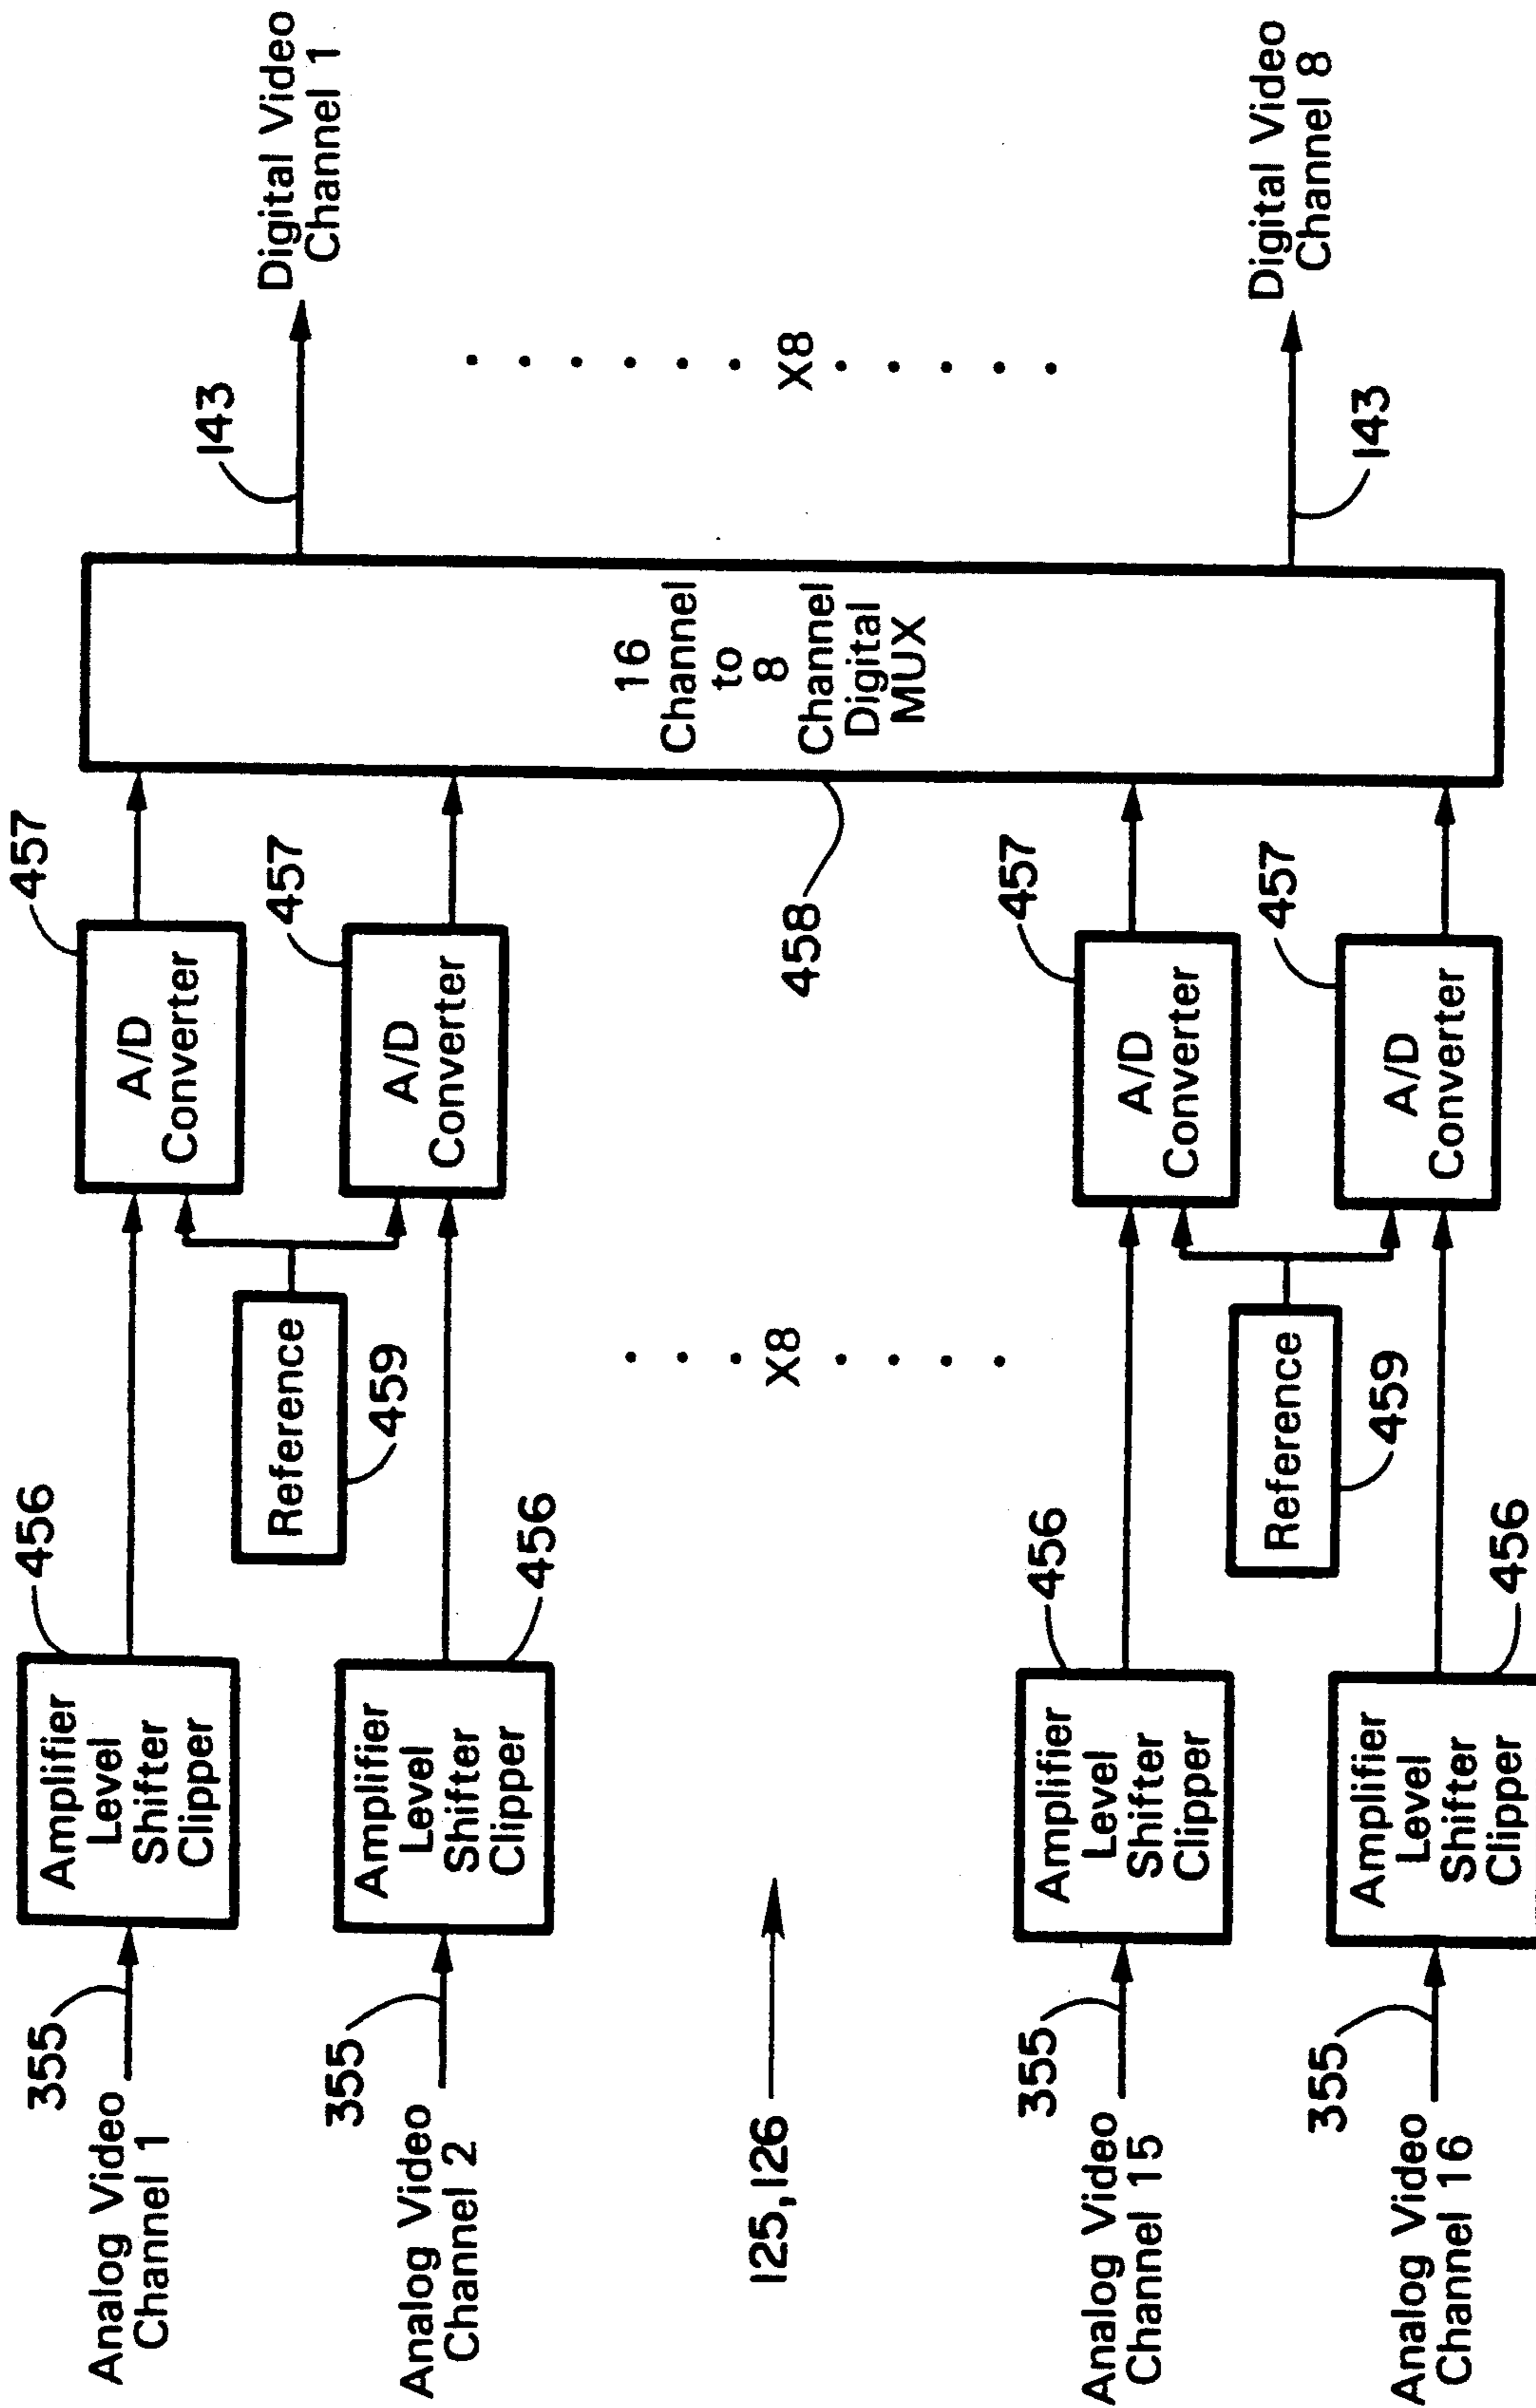 355
Analog Video
Channel 1
Amplifier
Level
Shifter
Clipper
456
A/D
Converter
457
Reference
459
355
Analog Video
Channel 2
Amplifier
Level
Shifter
Clipper
456
A/D
Converter
457
125,126
X8
458
16
Channel
to
8
Channel
Digital
MUX
143
Digital Video
Channel 1
X8
355
Analog Video
Channel 15
Amplifier
Level
Shifter
Clipper
456
A/D
Converter
457
Reference
459
355
Analog Video
Channel 16
Amplifier
Level
Shifter
Clipper
456
A/D
Converter
457
143
Digital Video
Channel 8